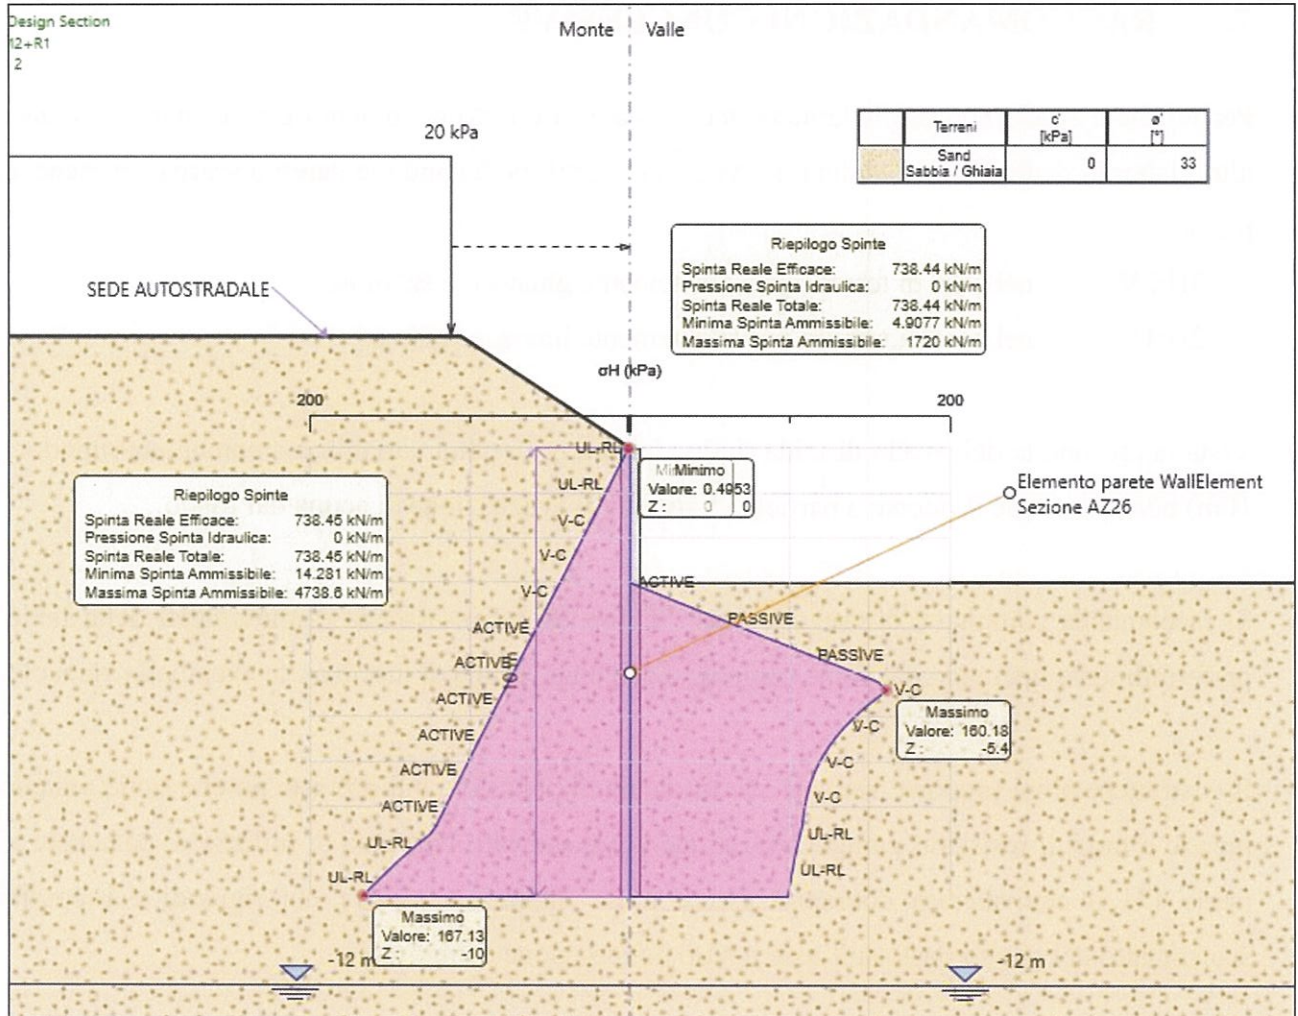 Design Section
2+R1
2
Monte
Valle
20 kPa
Terreni
c' [kPa]
ø' [°]
Sand
Sabbia / Ghiaia
0
33
Riepilogo Spinte
Spinta Reale Efficace: 738.44 kN/m
Pressione Spinta Idraulica: 0 kN/m
Spinta Reale Totale: 738.44 kN/m
Minima Spinta Ammissibile: 4.9077 kN/m
Massima Spinta Ammissibile: 1720 kN/m
SEDE AUTOSTRADALE
σH (kPa)
200
200
UL-RL
Minimo
Valore: 0.4953
Z : 0
Riepilogo Spinte
Spinta Reale Efficace: 738.45 kN/m
Pressione Spinta Idraulica: 0 kN/m
Spinta Reale Totale: 738.45 kN/m
Minima Spinta Ammissibile: 14.281 kN/m
Massima Spinta Ammissibile: 4738.6 kN/m
Elemento parete WallElement
Sezione AZ26
UL-RL
V-C
V-C
V-C
ACTIVE
ACTIVE
ACTIVE
ACTIVE
ACTIVE
ACTIVE
UL-RL
UL-RL
ACTIVE
PASSIVE
PASSIVE
V-C
V-C
V-C
V-C
UL-RL
UL-RL
Massimo
Valore: 160.18
Z : -5.4
Massimo
Valore: 167.13
Z : -10
-12 m
-12 m